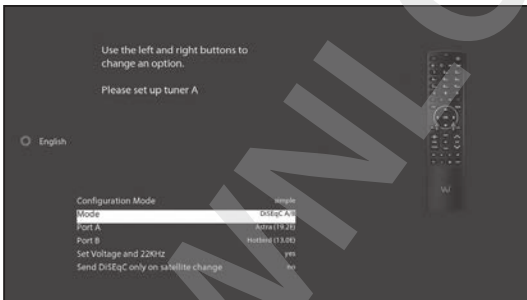 Use the left and right buttons to
change an option.
Please set up tuner A
English
Configuration Mode simple
Mode DiSEqC A/B
Port A Astra (19.2E)
Port B Hotbird (13.0E)
Set Voltage and 22KHz yes
Send DiSEqC only on satellite change no